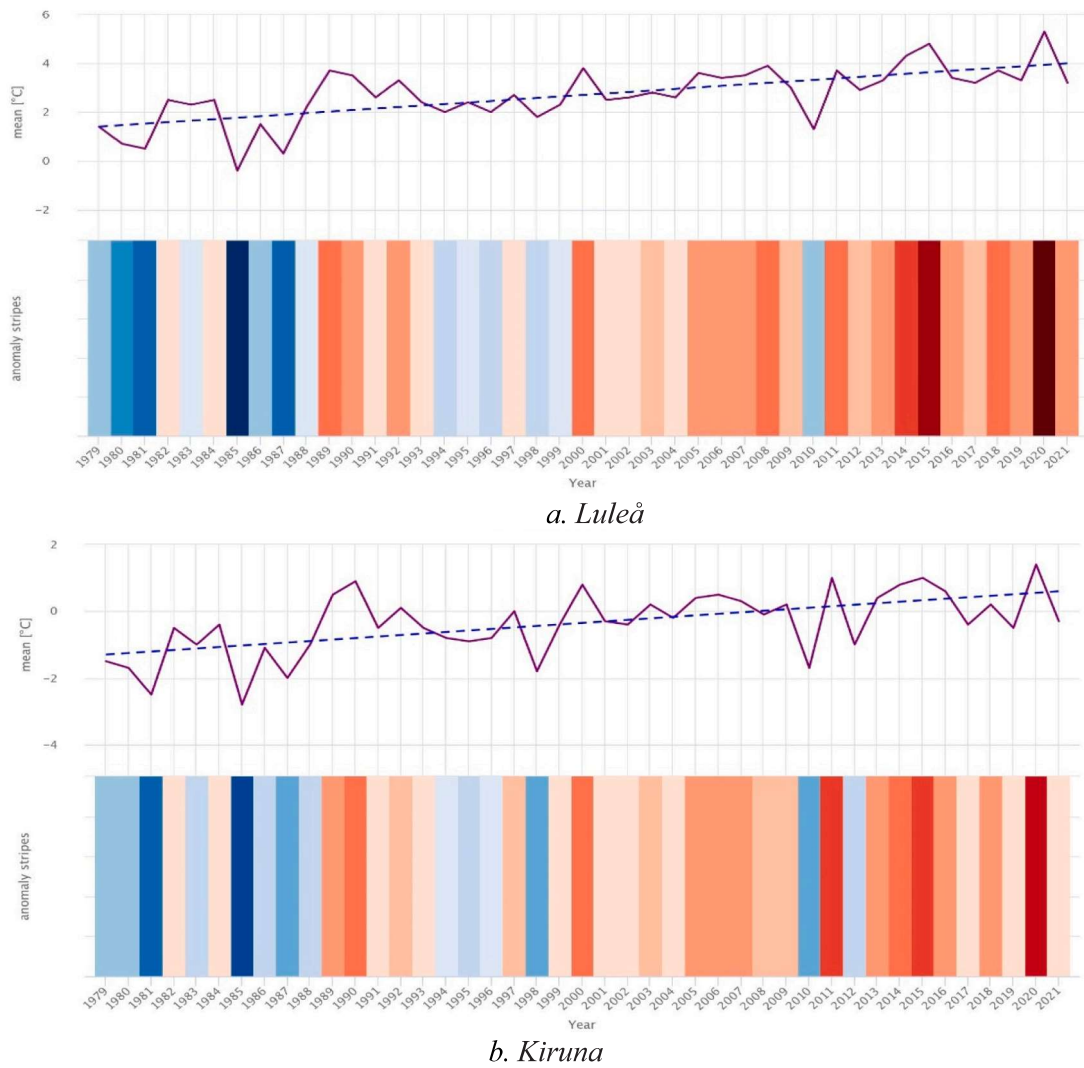 6
4
2
0
−2
mean [°C]
anomaly stripes
1979 1980 1981 1982 1983 1984 1985 1986 1987 1988 1989 1990 1991 1992 1993 1994 1995 1996 1997 1998 1999 2000 2001 2002 2003 2004 2005 2006 2007 2008 2009 2010 2011 2012 2013 2014 2015 2016 2017 2018 2019 2020 2021
Year
a. Luleå
2
0
−2
−4
mean [°C]
anomaly stripes
1979 1980 1981 1982 1983 1984 1985 1986 1987 1988 1989 1990 1991 1992 1993 1994 1995 1996 1997 1998 1999 2000 2001 2002 2003 2004 2005 2006 2007 2008 2009 2010 2011 2012 2013 2014 2015 2016 2017 2018 2019 2020 2021
Year
b. Kiruna